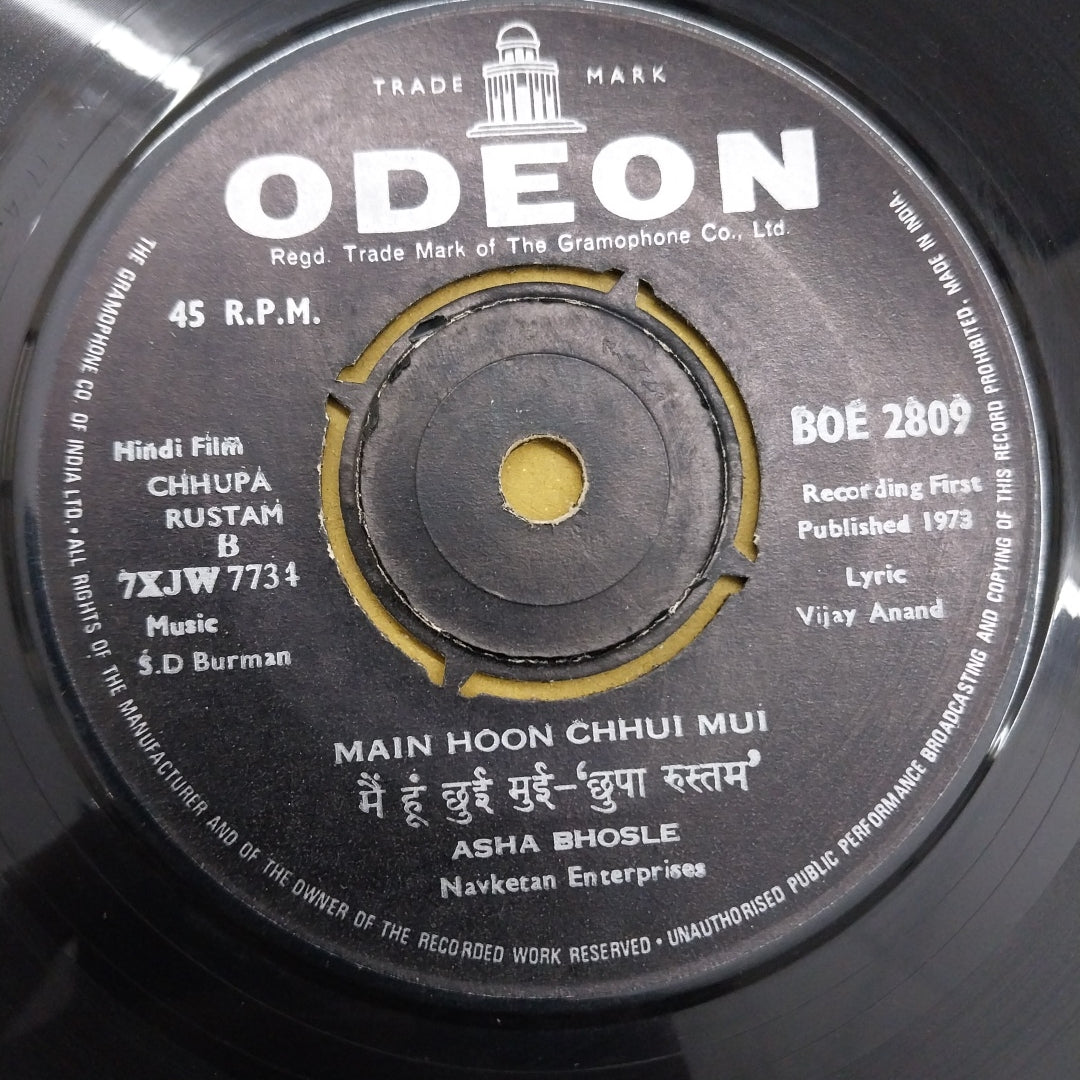 TRADE MARK
ODEON
Regd. Trade Mark of The Gramophone Co., Ltd.
45 R.P.M.
BOE 2809
Hindi Film
CHHUPA
RUSTAM
B
7XJW 7734
Music
S.D Burman
Recording First
Published 1973
Lyric
Vijay Anand
MAIN HOON CHHUI MUI
मैं हूं छुई मुई-'छुपा रुस्तम'
ASHA BHOSLE
Navketan Enterprises
THE GRAMOPHONE CO. OF INDIA LTD. • ALL RIGHTS OF THE MANUFACTURER AND OF THE OWNER OF THE RECORDED WORK RESERVED • UNAUTHORISED PUBLIC PERFORMANCE BROADCASTING AND COPYING OF THIS RECORD PROHIBITED. MADE IN INDIA.